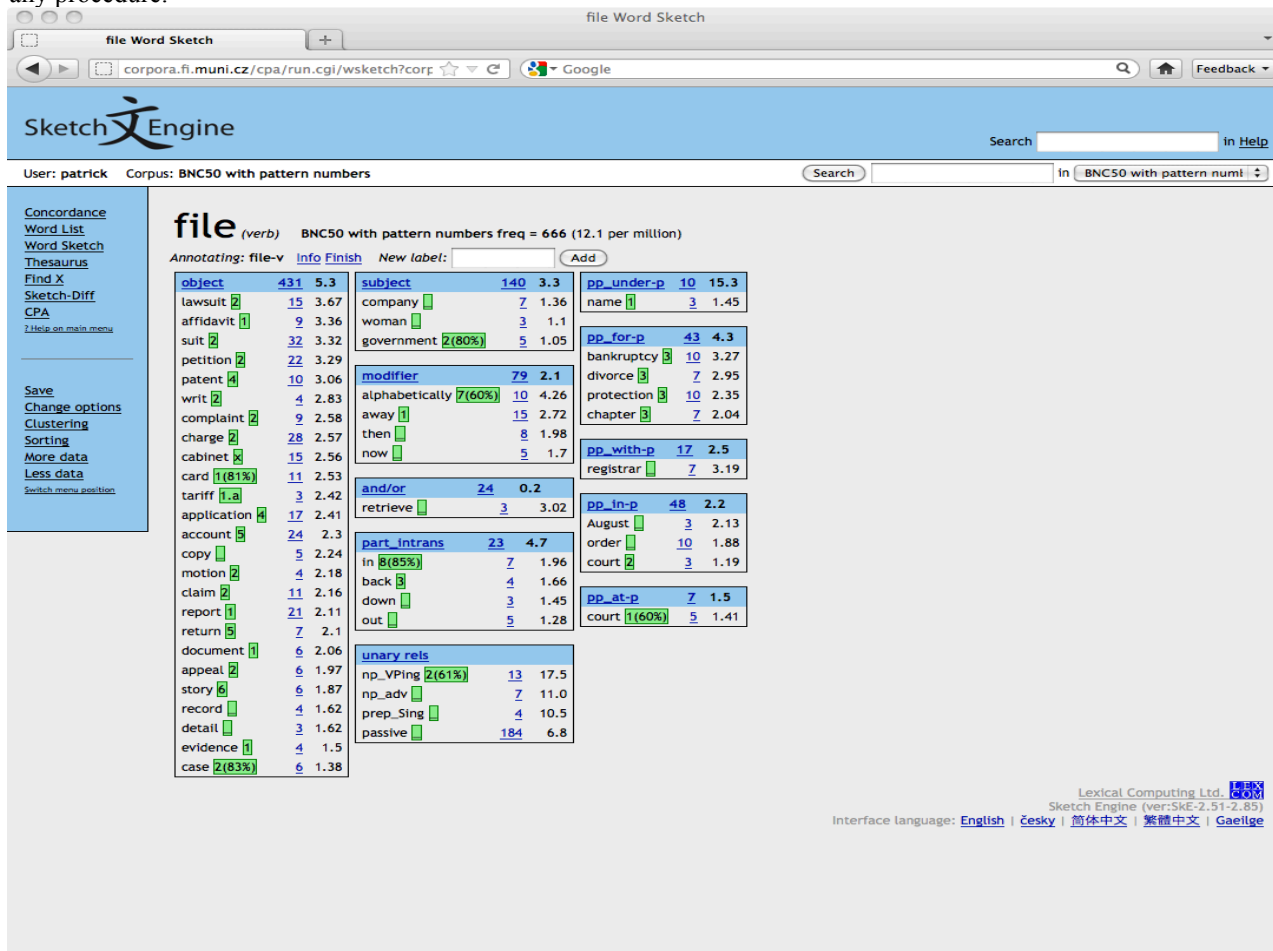 any procedure.
file Word Sketch
file Word Sketch
corpora.fi.muni.cz/cpa/run.cgi/wsketch?corp
Google
Feedback
Sketch Engine
Search
in Help
User: patrick Corpus: BNC50 with pattern numbers
Search
in BNC50 with pattern numl
Concordance
Word List
Word Sketch
Thesaurus
Find X
Sketch-Diff
CPA
? Help on main menu
Save
Change options
Clustering
Sorting
More data
Less data
Switch menu position
file (verb) BNC50 with pattern numbers freq = 666 (12.1 per million)
Annotating: file-v Info Finish New label: Add
object 431 5.3
lawsuit 2 15 3.67
affidavit 1 9 3.36
suit 2 32 3.32
petition 2 22 3.29
patent 4 10 3.06
writ 2 4 2.83
complaint 2 9 2.58
charge 2 28 2.57
cabinet x 15 2.56
card 1(81%) 11 2.53
tariff 1.a 3 2.42
application 4 17 2.41
account 5 24 2.3
copy _ 5 2.24
motion 2 4 2.18
claim 2 11 2.16
report 1 21 2.11
return 5 7 2.1
document 1 6 2.06
appeal 2 6 1.97
story 6 6 1.87
record _ 4 1.62
detail _ 3 1.62
evidence 1 4 1.5
case 2(83%) 6 1.38
subject 140 3.3
company _ 7 1.36
woman _ 3 1.1
government 2(80%) 5 1.05
modifier 79 2.1
alphabetically 7(60%) 10 4.26
away 1 15 2.72
then _ 8 1.98
now _ 5 1.7
and/or 24 0.2
retrieve _ 3 3.02
part_intrans 23 4.7
in 8(85%) 7 1.96
back 3 4 1.66
down _ 3 1.45
out _ 5 1.28
unary rels
np_VPing 2(61%) 13 17.5
np_adv _ 7 11.0
prep_Sing _ 4 10.5
passive _ 184 6.8
pp_under-p 10 15.3
name 1 3 1.45
pp_for-p 43 4.3
bankruptcy 3 10 3.27
divorce 3 7 2.95
protection 3 10 2.35
chapter 3 7 2.04
pp_with-p 17 2.5
registrar _ 7 3.19
pp_in-p 48 2.2
August _ 3 2.13
order _ 10 1.88
court 2 3 1.19
pp_at-p 7 1.5
court 1(60%) 5 1.41
Lexical Computing Ltd. LEX COM
Sketch Engine (ver:SkE-2.51-2.85)
Interface language: English | česky | 简体中文 | 繁體中文 | Gaeilge